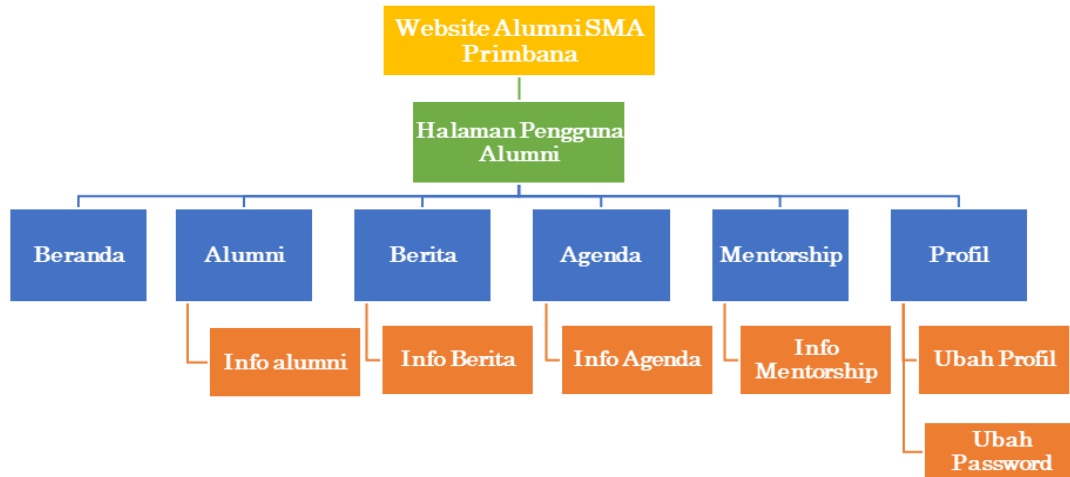 Website Alumni SMA
Primbana
Halaman Pengguna
Alumni
Beranda
Alumni
Berita
Agenda
Mentorship
Profil
Info alumni
Info Berita
Info Agenda
Info
Mentorship
Ubah Profil
Ubah
Password